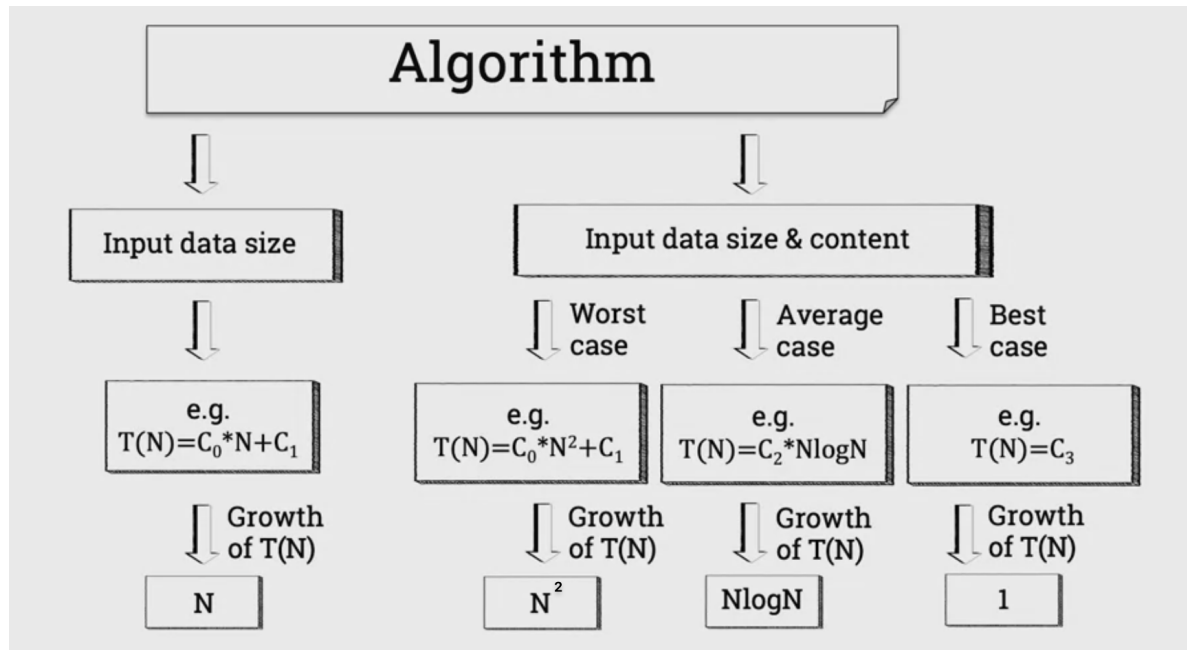 Algorithm
Input data size
Input data size & content
Worst
case
Average
case
Best
case
e.g.
T(N)=C₀*N+C₁
e.g.
T(N)=C₀*N²+C₁
e.g.
T(N)=C₂*NlogN
e.g.
T(N)=C₃
Growth
of T(N)
Growth
of T(N)
Growth
of T(N)
Growth
of T(N)
N
N²
NlogN
1